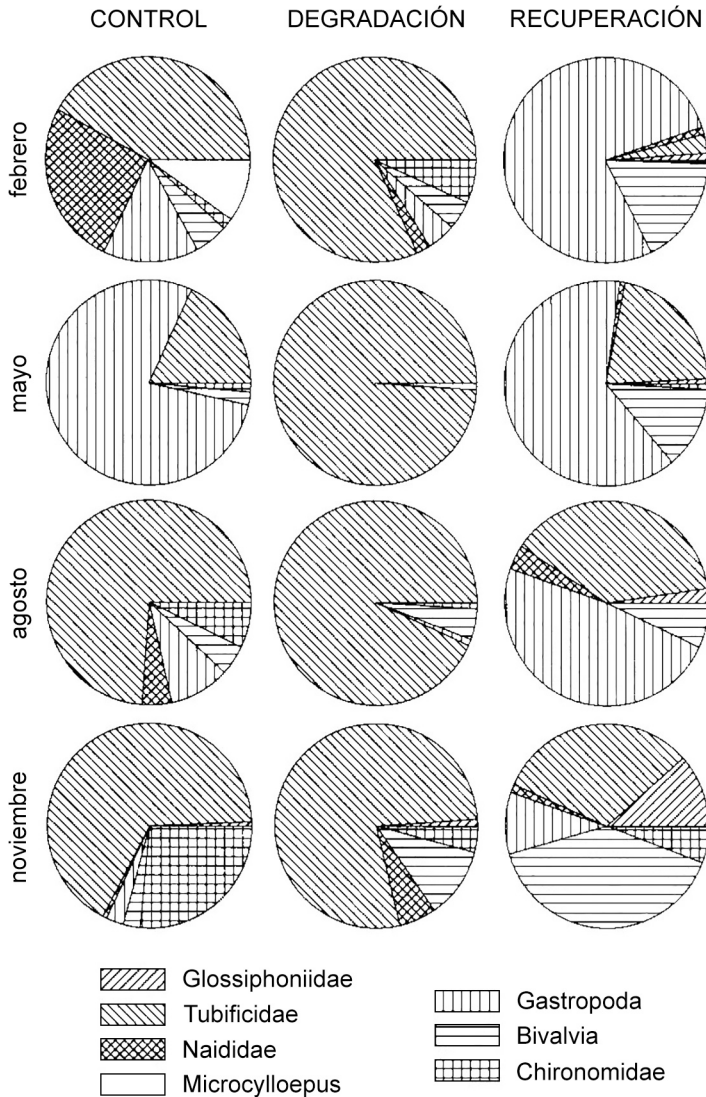 CONTROL DEGRADACIÓN RECUPERACIÓN
febrero
mayo
agosto
noviembre
Glossiphoniidae
Tubificidae
Naididae
Microcylloepus
Gastropoda
Bivalvia
Chironomidae